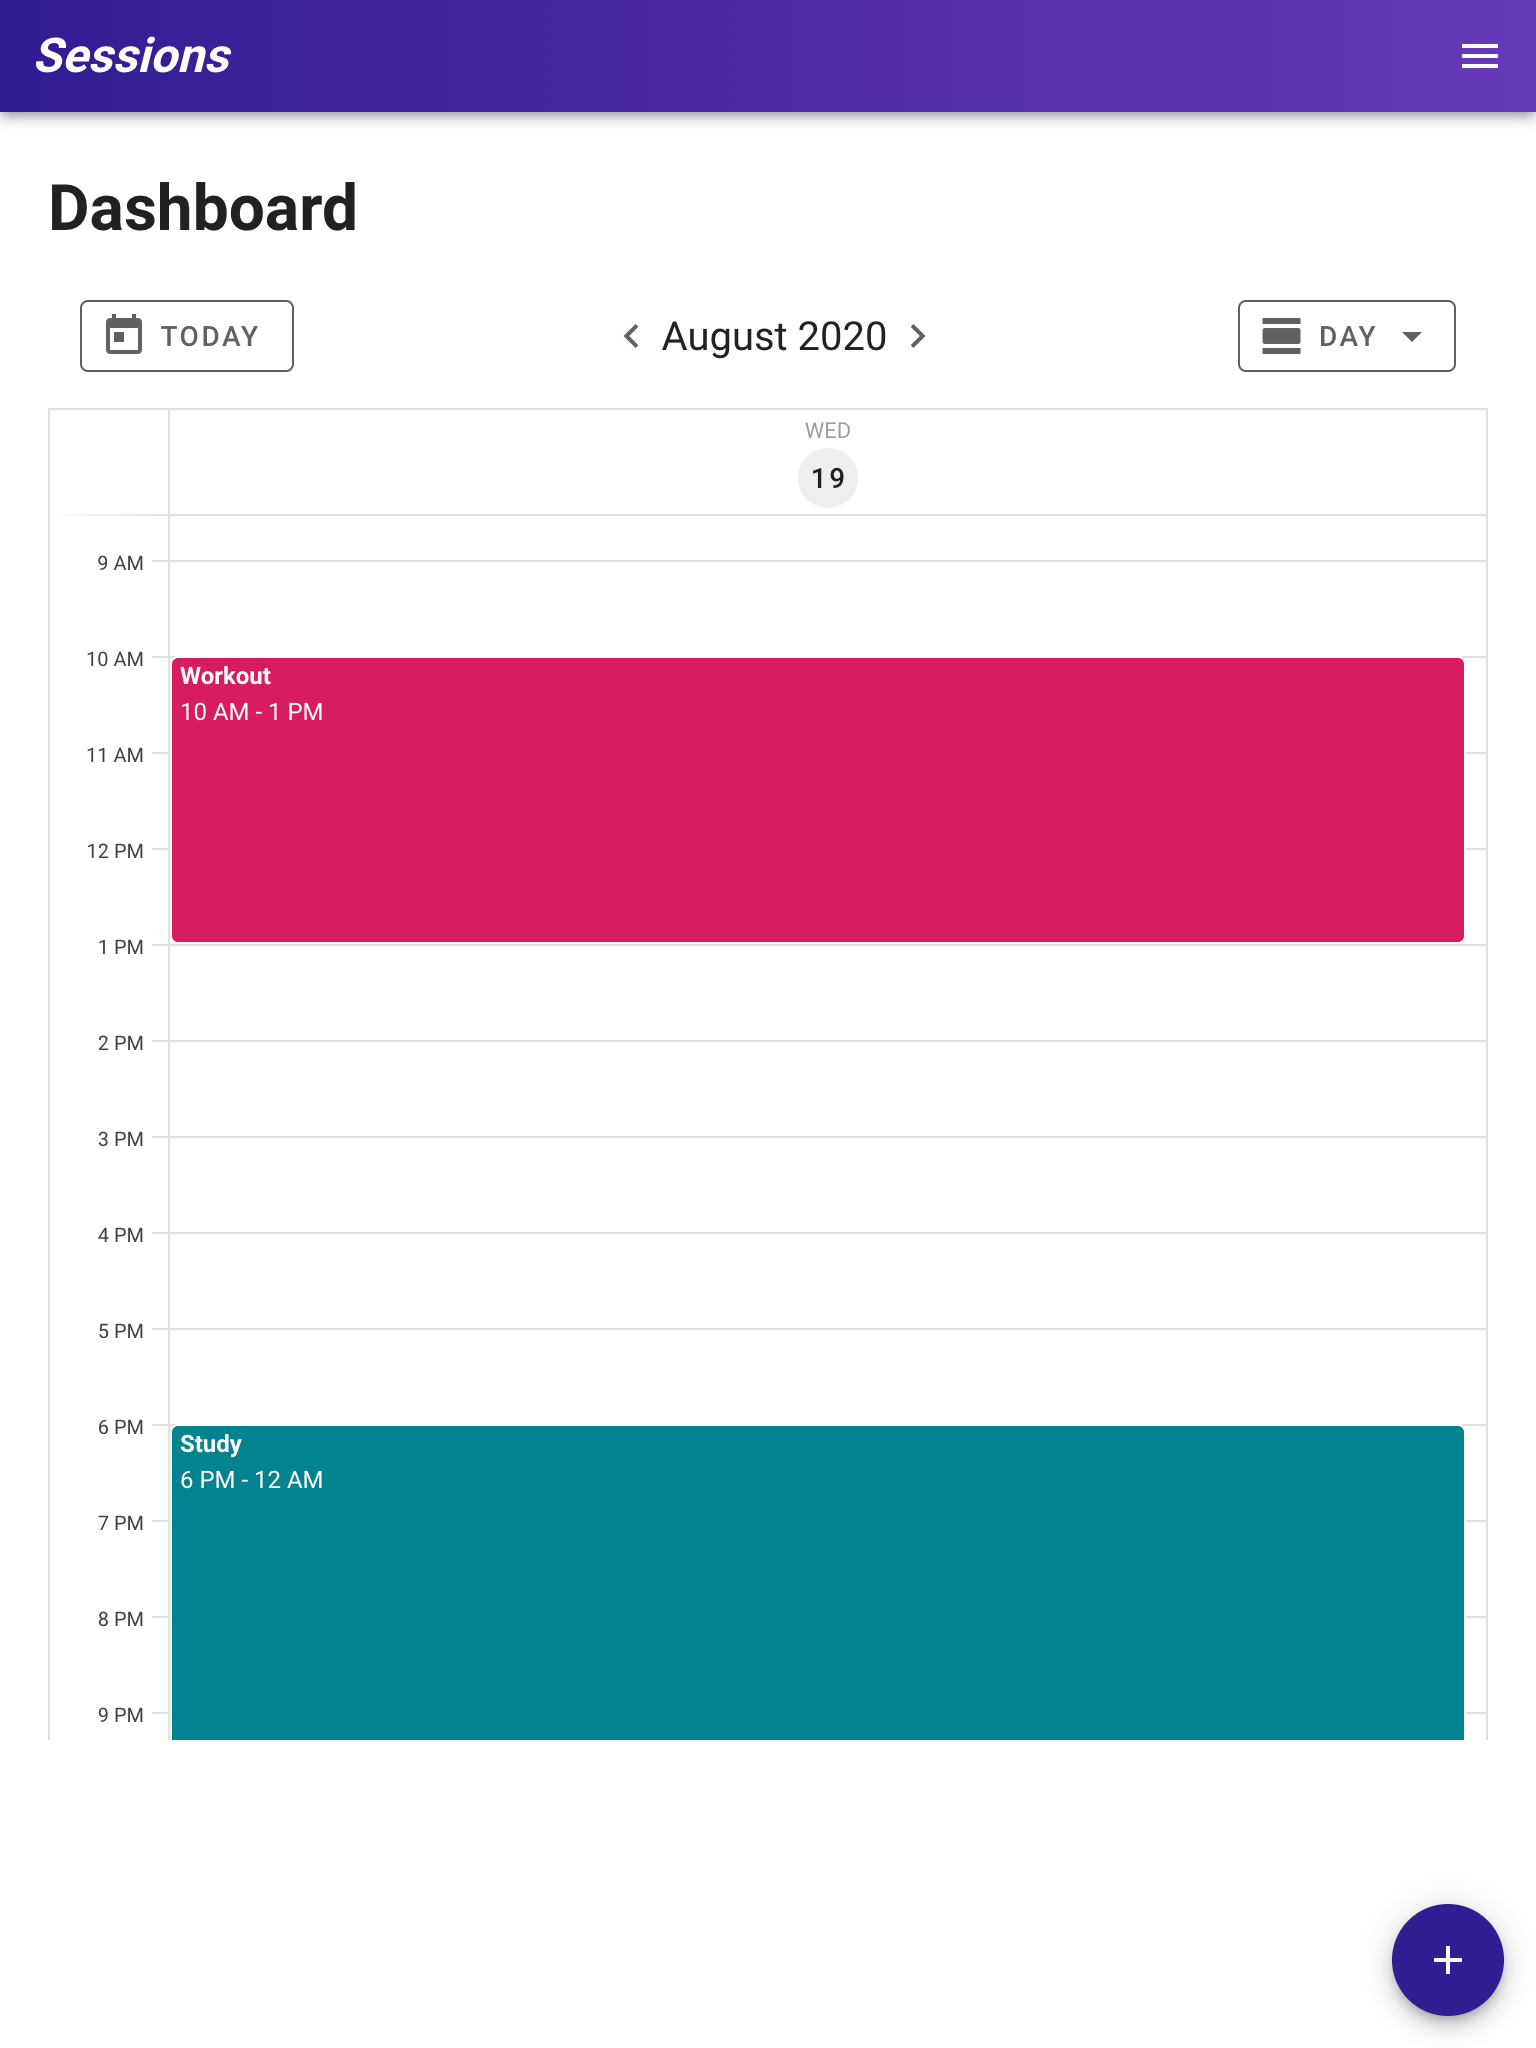 Sessions
Dashboard
TODAY
August 2020
DAY
WED
19
9 AM
10 AM
Workout
10 AM - 1 PM
11 AM
12 PM
1 PM
2 PM
3 PM
4 PM
5 PM
6 PM
Study
6 PM - 12 AM
7 PM
8 PM
9 PM